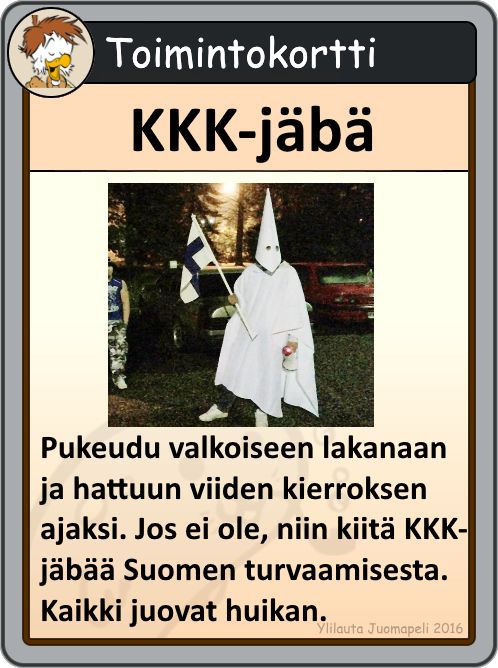 Toimintokortti
KKK-jäbä
Pukeudu valkoiseen lakanaan
ja hattuun viiden kierroksen
ajaksi. Jos ei ole, niin kiitä KKK-
jäbää Suomen turvaamisesta.
Kaikki juovat huikan.
Ylilauta Juomapeli 2016